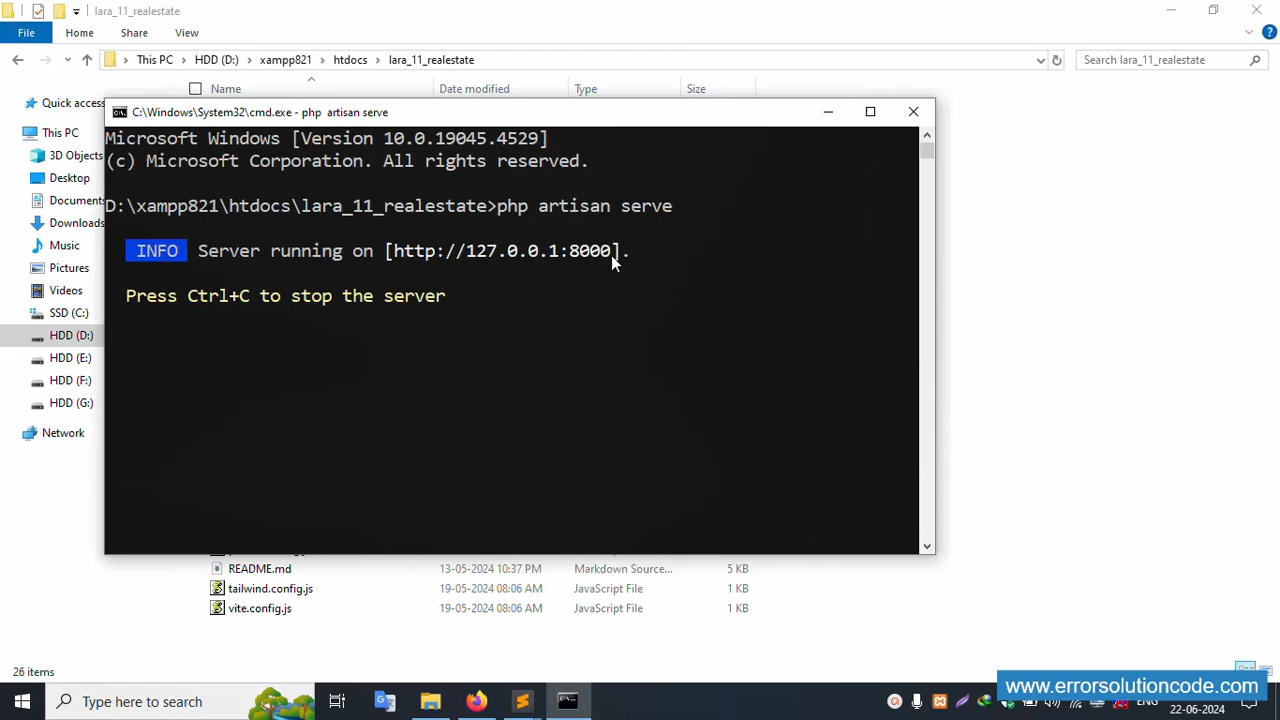 lara_11_realestate
File
Home
Share
View
This PC
HDD (D:)
xampp821
htdocs
lara_11_realestate
Search lara_11_realestate
Name
Date modified
Type
Size
Quick access
This PC
3D Objects
Desktop
Documents
Downloads
Music
Pictures
Videos
SSD (C:)
HDD (D:)
HDD (E:)
HDD (F:)
HDD (G:)
Network
C:\Windows\System32\cmd.exe - php artisan serve
Microsoft Windows [Version 10.0.19045.4529]
(c) Microsoft Corporation. All rights reserved.
D:\xampp821\htdocs\lara_11_realestate>php artisan serve
INFO Server running on [http://127.0.0.1:8000].
Press Ctrl+C to stop the server
README.md 13-05-2024 10:37 PM Markdown Source... 5 KB
tailwind.config.js 19-05-2024 08:06 AM JavaScript File 1 KB
vite.config.js 19-05-2024 08:06 AM JavaScript File 1 KB
26 items
Type here to search
www.errorsolutioncode.com
ENG
22-06-2024